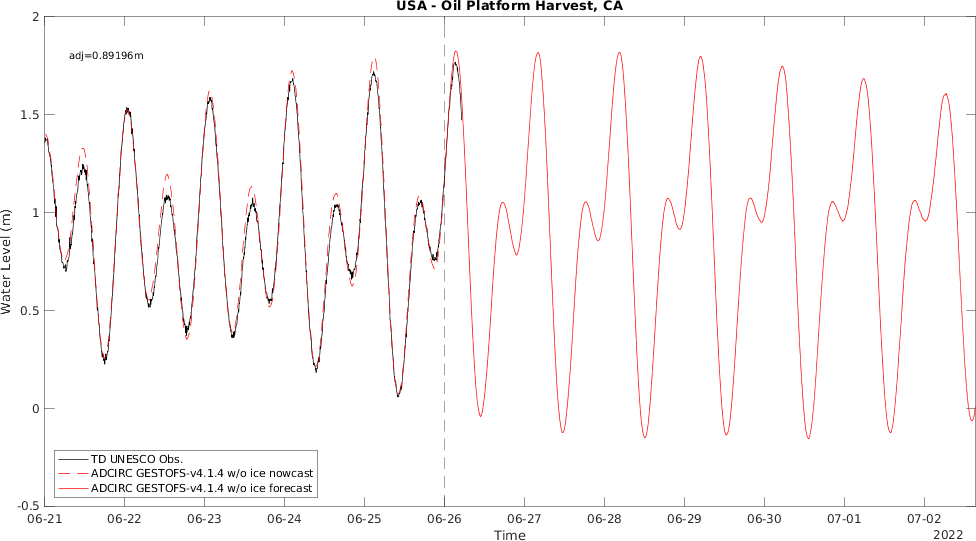 USA - Oil Platform Harvest, CA
adj=0.89196m
2
1.5
1
0.5
0
-0.5
Water Level (m)
TD UNESCO Obs.
ADCIRC GESTOFS-v4.1.4 w/o ice nowcast
ADCIRC GESTOFS-v4.1.4 w/o ice forecast
06-21 06-22 06-23 06-24 06-25 06-26 06-27 06-28 06-29 06-30 07-01 07-02
Time
2022